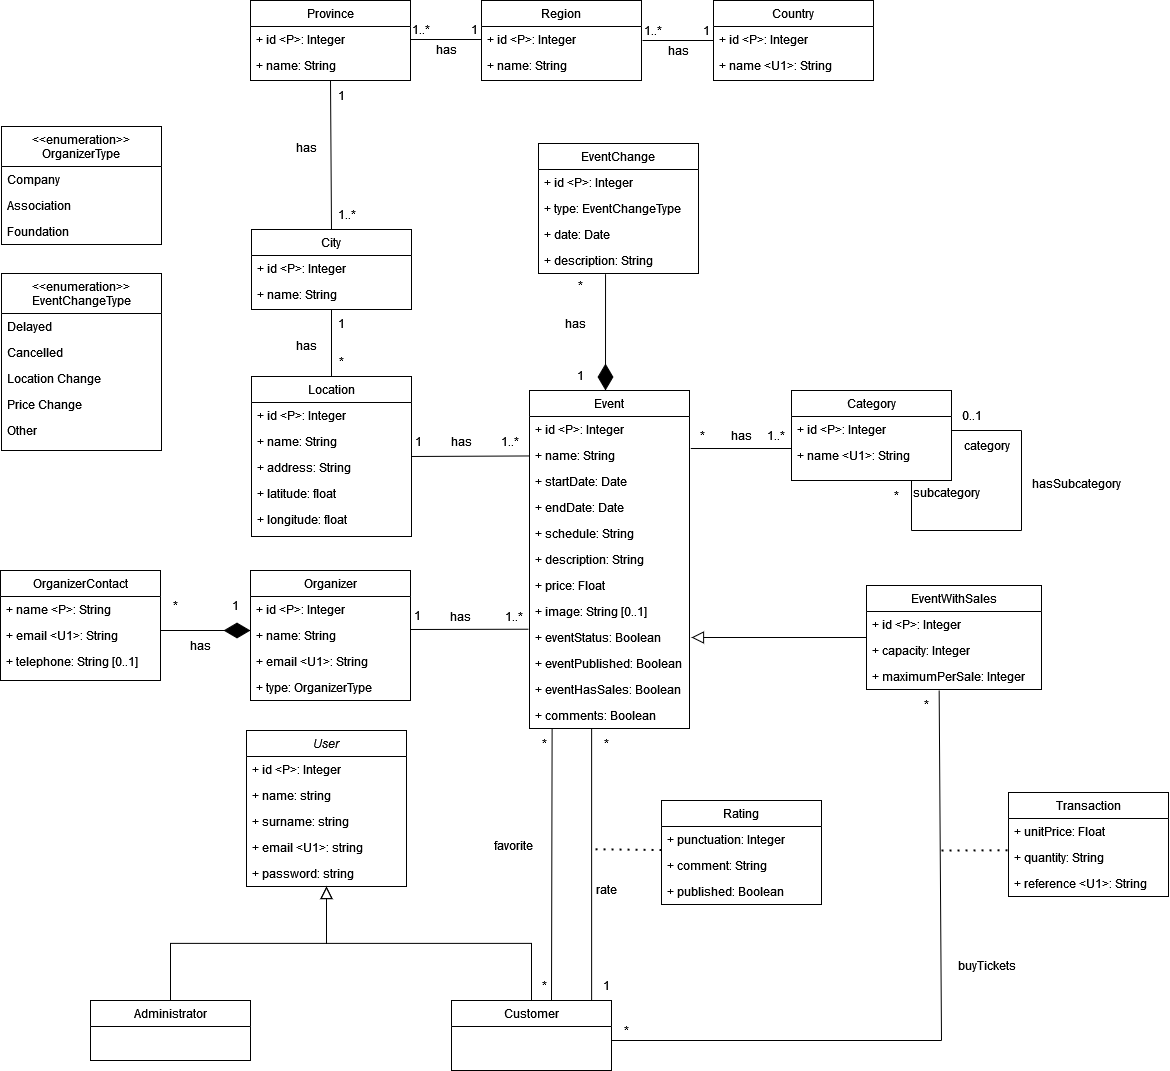 Province
+ id <P>: Integer
+ name: String
1..*
1
has
Region
+ id <P>: Integer
+ name: String
1..*
1
has
Country
+ id <P>: Integer
+ name <U1>: String
1
has
1..*
<<enumeration>>
OrganizerType
Company
Association
Foundation
<<enumeration>>
EventChangeType
Delayed
Cancelled
Location Change
Price Change
Other
City
+ id <P>: Integer
+ name: String
1
has
*
EventChange
+ id <P>: Integer
+ type: EventChangeType
+ date: Date
+ description: String
*
has
1
Location
+ id <P>: Integer
+ name: String
+ address: String
+ latitude: float
+ longitude: float
1
has
1..*
Event
+ id <P>: Integer
+ name: String
+ startDate: Date
+ endDate: Date
+ schedule: String
+ description: String
+ price: Float
+ image: String [0..1]
+ eventStatus: Boolean
+ eventPublished: Boolean
+ eventHasSales: Boolean
+ comments: Boolean
*
has
1..*
Category
+ id <P>: Integer
+ name <U1>: String
0..1
category
*
subcategory
hasSubcategory
OrganizerContact
+ name <P>: String
+ email <U1>: String
+ telephone: String [0..1]
*
1
has
Organizer
+ id <P>: Integer
+ name: String
+ email <U1>: String
+ type: OrganizerType
1
has
1..*
EventWithSales
+ id <P>: Integer
+ capacity: Integer
+ maximumPerSale: Integer
*
User
+ id <P>: Integer
+ name: string
+ surname: string
+ email <U1>: string
+ password: string
*
*
favorite
rate
Rating
+ punctuation: Integer
+ comment: String
+ published: Boolean
Transaction
+ unitPrice: Float
+ quantity: String
+ reference <U1>: String
buyTickets
*
1
*
Administrator
Customer